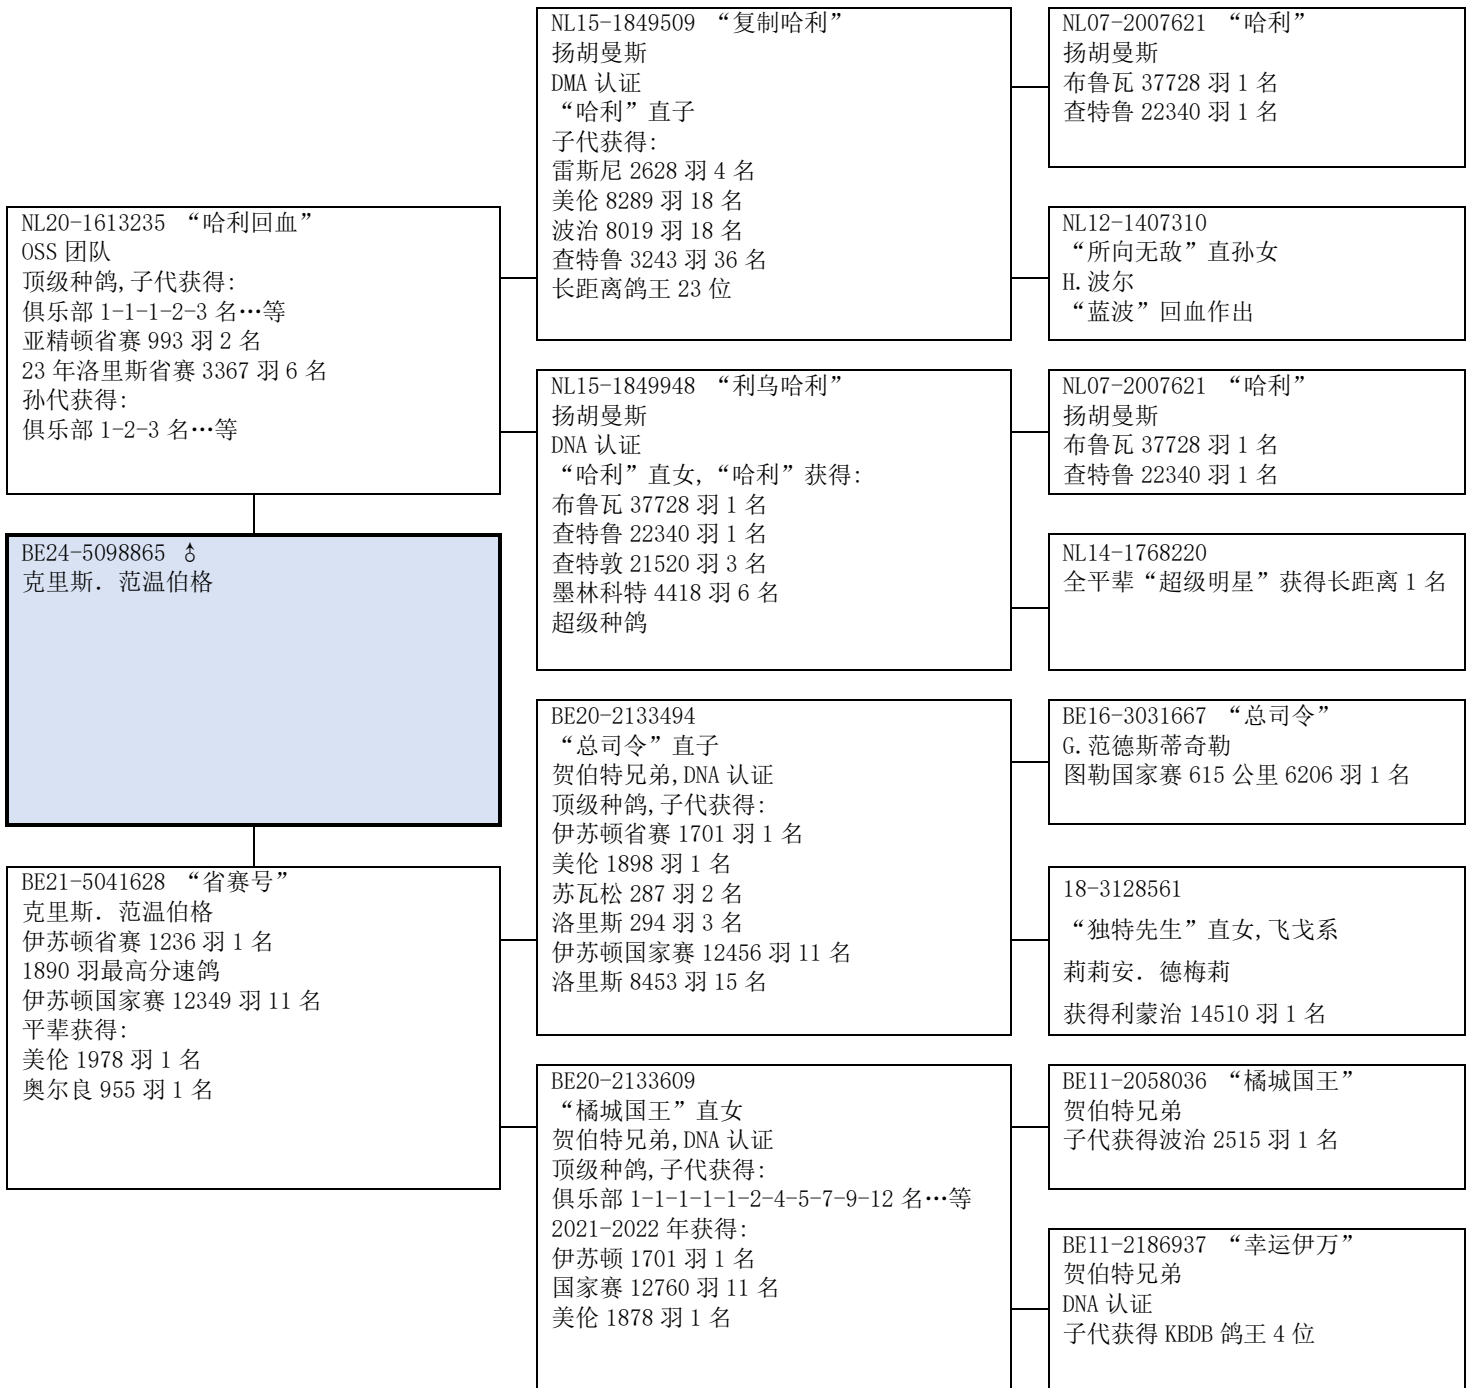 NL20-1613235 “哈利回血”
OSS 团队
顶级种鸽,子代获得:
俱乐部 1-1-1-2-3 名…等
亚精顿省赛 993 羽 2 名
23 年洛里斯省赛 3367 羽 6 名
孙代获得:
俱乐部 1-2-3 名…等
BE24-5098865 ♂
克里斯. 范温伯格
BE21-5041628 “省赛号”
克里斯. 范温伯格
伊苏顿省赛 1236 羽 1 名
1890 羽最高分速鸽
伊苏顿国家赛 12349 羽 11 名
平辈获得:
美伦 1978 羽 1 名
奥尔良 955 羽 1 名
NL15-1849509 “复制哈利”
扬胡曼斯
DMA 认证
“哈利”直子
子代获得:
雷斯尼 2628 羽 4 名
美伦 8289 羽 18 名
波治 8019 羽 18 名
查特鲁 3243 羽 36 名
长距离鸽王 23 位
NL15-1849948 “利乌哈利”
扬胡曼斯
DNA 认证
“哈利”直女,“哈利”获得:
布鲁瓦 37728 羽 1 名
查特鲁 22340 羽 1 名
查特敦 21520 羽 3 名
墨林科特 4418 羽 6 名
超级种鸽
BE20-2133494
“总司令”直子
贺伯特兄弟,DNA 认证
顶级种鸽,子代获得:
伊苏顿省赛 1701 羽 1 名
美伦 1898 羽 1 名
苏瓦松 287 羽 2 名
洛里斯 294 羽 3 名
伊苏顿国家赛 12456 羽 11 名
洛里斯 8453 羽 15 名
BE20-2133609
“橘城国王”直女
贺伯特兄弟,DNA 认证
顶级种鸽,子代获得:
俱乐部 1-1-1-1-1-2-4-5-7-9-12 名…等
2021-2022 年获得:
伊苏顿 1701 羽 1 名
国家赛 12760 羽 11 名
美伦 1878 羽 1 名
NL07-2007621 “哈利”
扬胡曼斯
布鲁瓦 37728 羽 1 名
查特鲁 22340 羽 1 名
NL12-1407310
“所向无敌”直孙女
H.波尔
“蓝波”回血作出
NL07-2007621 “哈利”
扬胡曼斯
布鲁瓦 37728 羽 1 名
查特鲁 22340 羽 1 名
NL14-1768220
全平辈“超级明星”获得长距离 1 名
BE16-3031667 “总司令”
G.范德斯蒂奇勒
图勒国家赛 615 公里 6206 羽 1 名
18-3128561
“独特先生”直女,飞戈系
莉莉安. 德梅莉
获得利蒙治 14510 羽 1 名
BE11-2058036 “橘城国王”
贺伯特兄弟
子代获得波治 2515 羽 1 名
BE11-2186937 “幸运伊万”
贺伯特兄弟
DNA 认证
子代获得 KBDB 鸽王 4 位